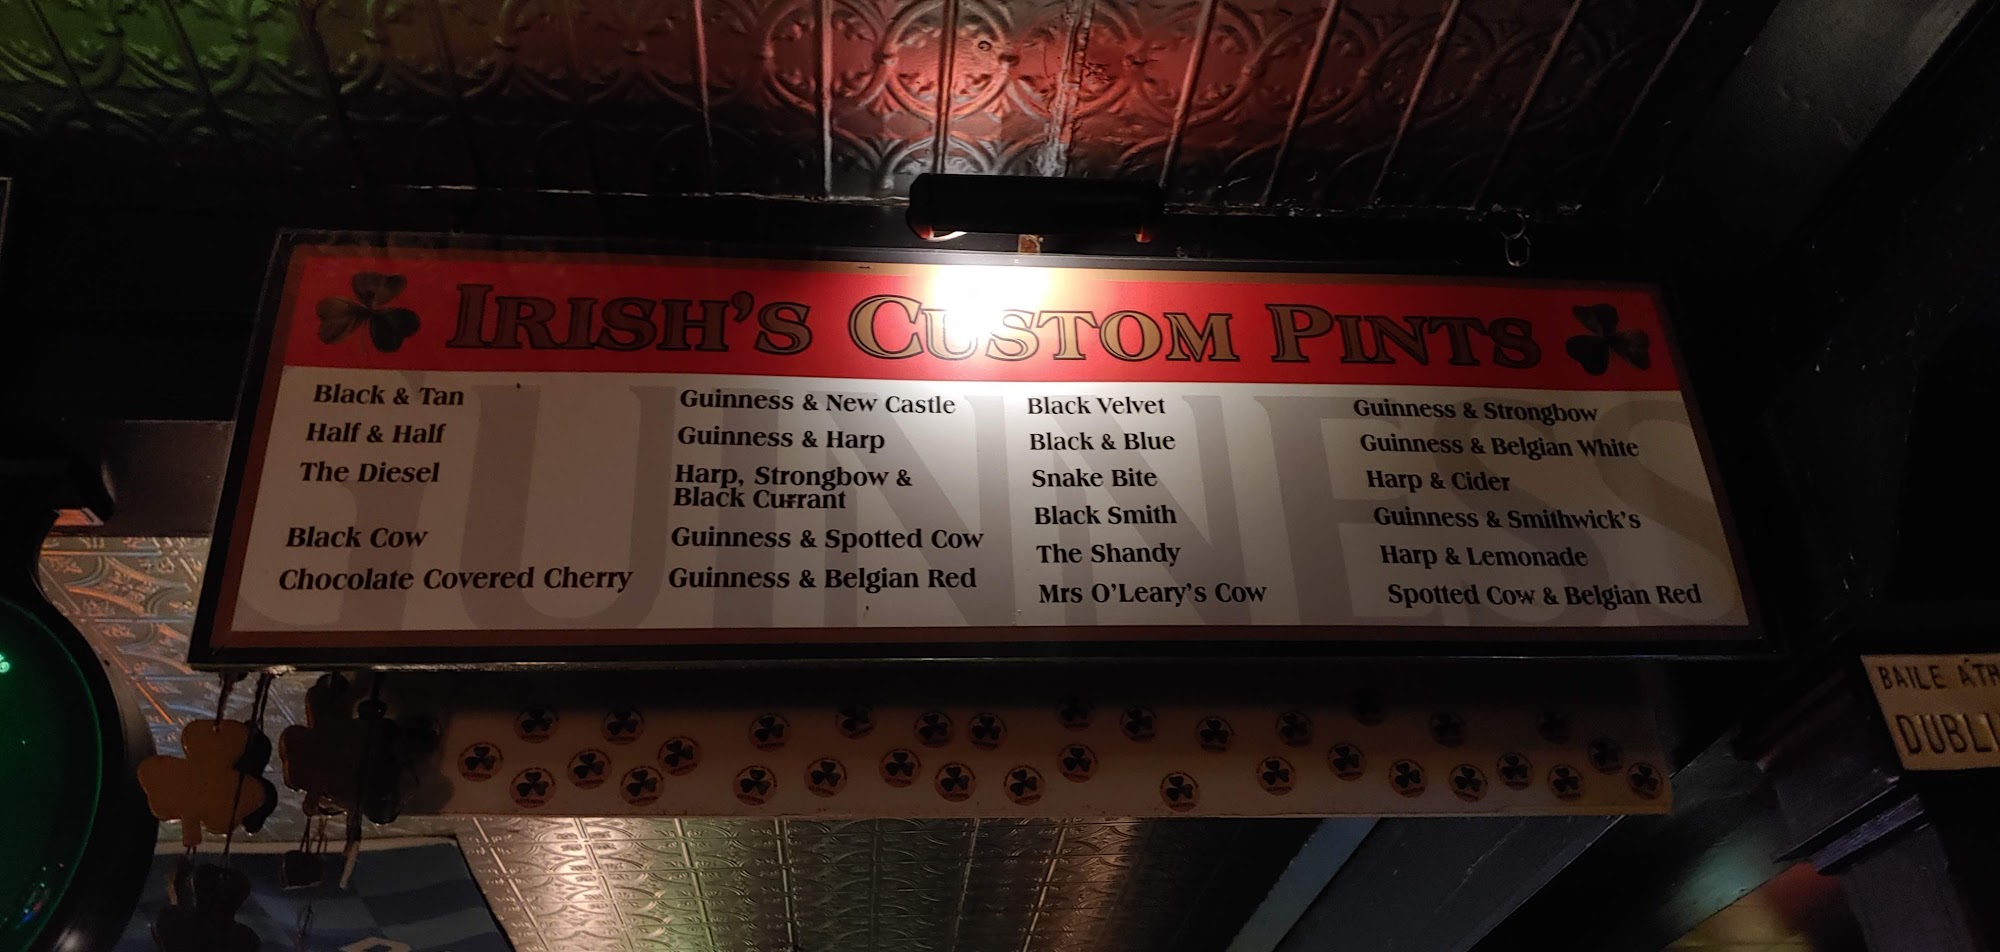 IRISH'S CUSTOM PINTS
GUINNESS
Black & Tan Guinness & New Castle
Half & Half Guinness & Harp
The Diesel Harp, Strongbow &
Black Currant
Black Cow Guinness & Spotted Cow
Chocolate Covered Cherry Guinness & Belgian Red
Black Velvet Guinness & Strongbow
Black & Blue Guinness & Belgian White
Snake Bite Harp & Cider
Black Smith Guinness & Smithwick's
The Shandy Harp & Lemonade
Mrs O'Leary's Cow Spotted Cow & Belgian Red
BAILE